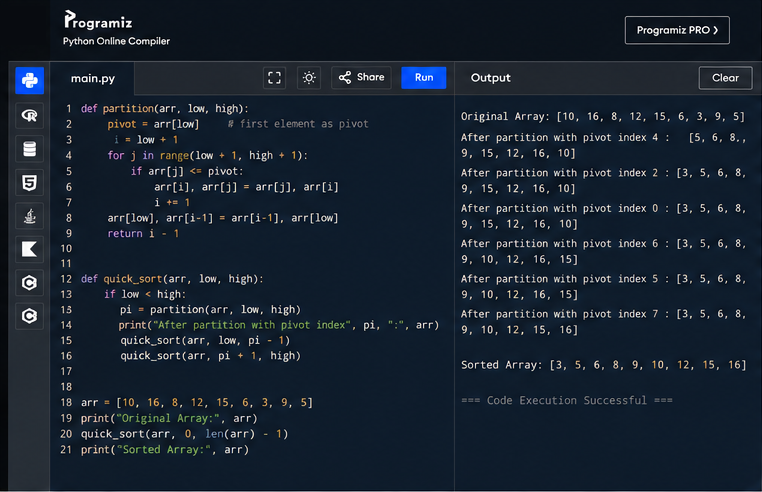 Programiz
Python Online Compiler
Programiz PRO ❯
main.py
Share
Run
Output
Clear
1 def partition(arr, low, high):
2 pivot = arr[low] # first element as pivot
3 i = low + 1
4 for j in range(low + 1, high + 1):
5 if arr[j] <= pivot:
6 arr[i], arr[j] = arr[j], arr[i]
7 i += 1
8 arr[low], arr[i-1] = arr[i-1], arr[low]
9 return i - 1
10
11
12 def quick_sort(arr, low, high):
13 if low < high:
13 pi = partition(arr, low, high)
14 print("After partition with pivot index", pi, ":", arr)
15 quick_sort(arr, low, pi - 1)
16 quick_sort(arr, pi + 1, high)
17
18
18 arr = [10, 16, 8, 12, 15, 6, 3, 9, 5]
19 print("Original Array:", arr)
20 quick_sort(arr, 0, len(arr) - 1)
21 print("Sorted Array:", arr)
Original Array: [10, 16, 8, 12, 15, 6, 3, 9, 5]
After partition with pivot index 4 : [5, 6, 8,,
9, 15, 12, 16, 10]
After partition with pivot index 2 : [3, 5, 6, 8,
9, 15, 12, 16, 10]
After partition with pivot index 0 : [3, 5, 6, 8,
9, 15, 12, 16, 10]
After partition with pivot index 6 : [3, 5, 6, 8,
9, 10, 12, 16, 15]
After partition with pivot index 5 : [3, 5, 6, 8,
9, 10, 12, 16, 15]
After partition with pivot index 7 : [3, 5, 6, 8,
9, 10, 12, 15, 16]
Sorted Array: [3, 5, 6, 8, 9, 10, 12, 15, 16]
=== Code Execution Successful ===